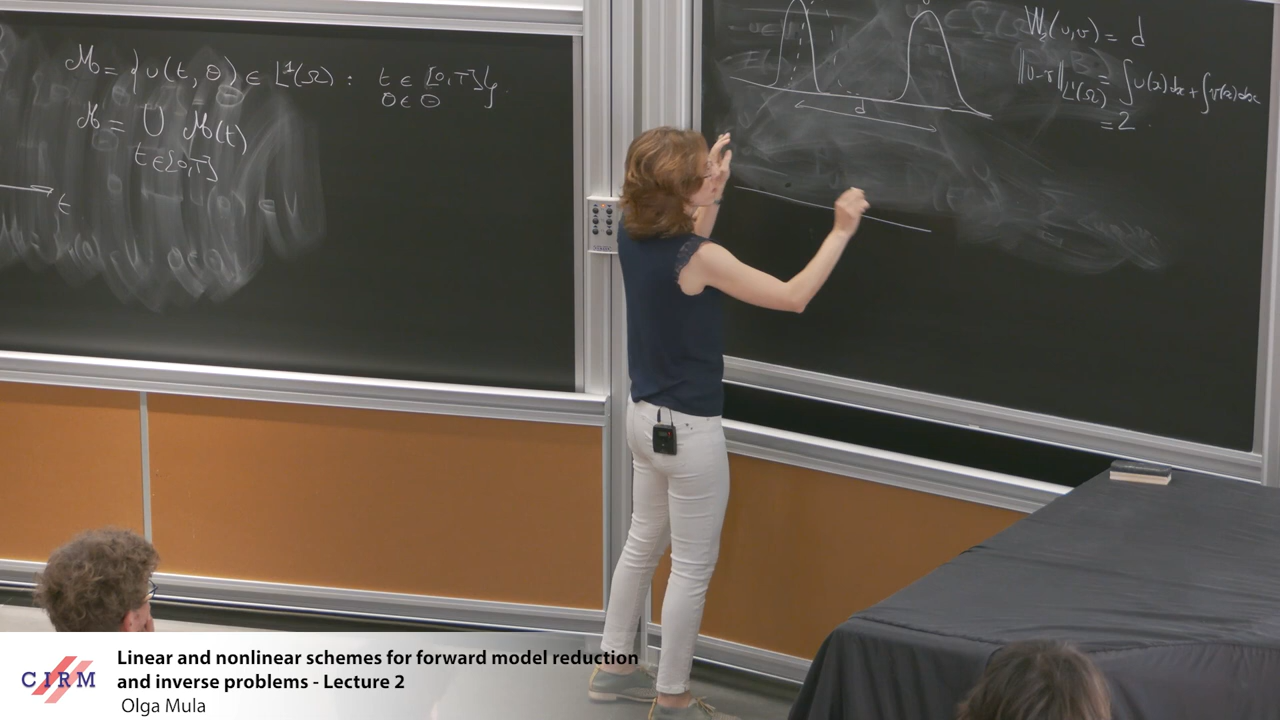 M = { u(t, θ) ∈ L¹(Ω) : t ∈ [0,T] }
θ ∈ Θ
M = ∪ M(t)
t ∈ [0,T]
t
d
W₂(u,v) = d
‖u-v‖L¹(Ω) = ∫u(x)dx + ∫v(x)dx
= 2.
CIRM
Linear and nonlinear schemes for forward model reduction
and inverse problems - Lecture 2
Olga Mula